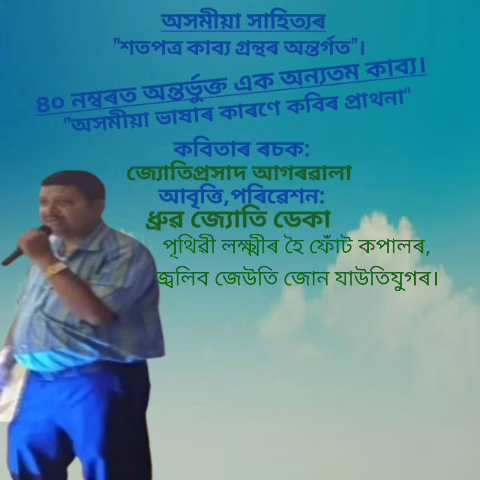 অসমীয়া সাহিত্যৰ
"শতপত্ৰ কাব্য গ্ৰন্থৰ অন্তৰ্গত"।
৪০ নম্বৰত অন্তৰ্ভুক্ত এক অন্যতম কাব্য।
"অসমীয়া ভাষাৰ কাৰণে কবিৰ প্ৰাথনা"
কবিতাৰ ৰচক:
জ্যোতিপ্ৰসাদ আগৰৱালা
আবৃত্তি,পৰিৱেশন:
ধ্ৰুৱ জ্যোতি ডেকা
পৃথিৱী লক্ষ্মীৰ হৈ ফোঁট কপালৰ,
জ্বলিব জেউতি জোন যাউতিযুগৰ।